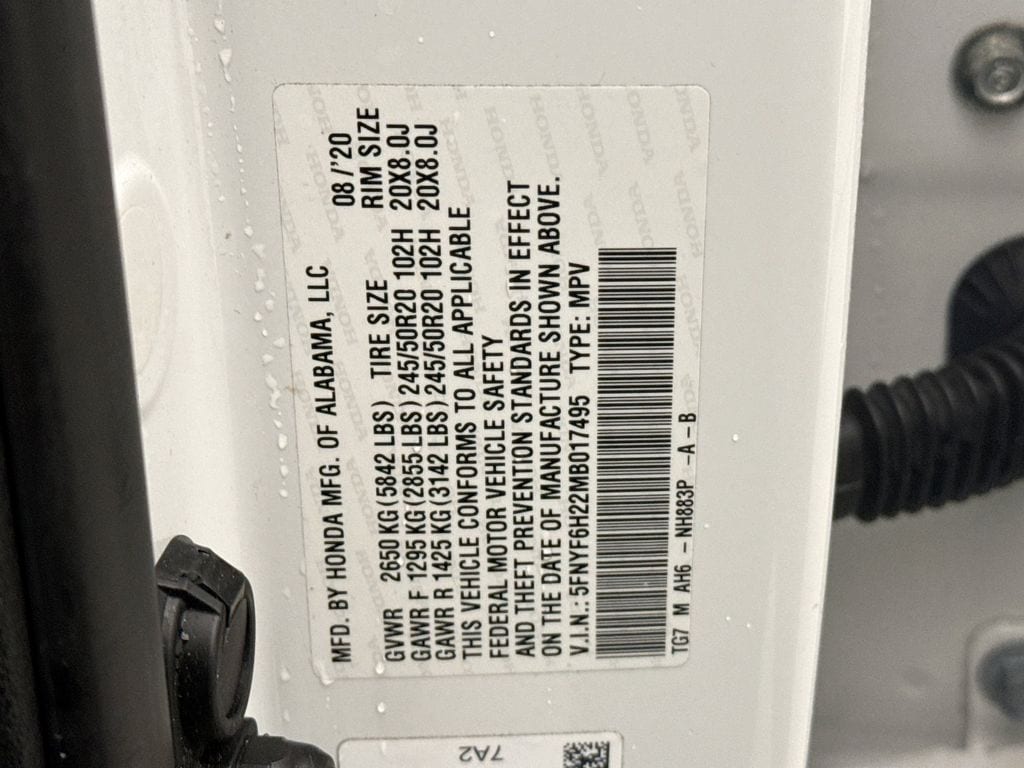 MFD. BY HONDA MFG. OF ALABAMA, LLC 08/'20
GVWR 2650 KG(5842 LBS) TIRE SIZE RIM SIZE
GAWR F 1295 KG(2855 LBS)245/50R20 102H 20X8.0J
GAWR R 1425 KG(3142 LBS)245/50R20 102H 20X8.0J
THIS VEHICLE CONFORMS TO ALL APPLICABLE
FEDERAL MOTOR VEHICLE SAFETY
AND THEFT PREVENTION STANDARDS IN EFFECT
ON THE DATE OF MANUFACTURE SHOWN ABOVE.
V.I.N.: 5FNYF6H22MB017495 TYPE: MPV
TG7 M AH6 - NH883P -A - B
7A2